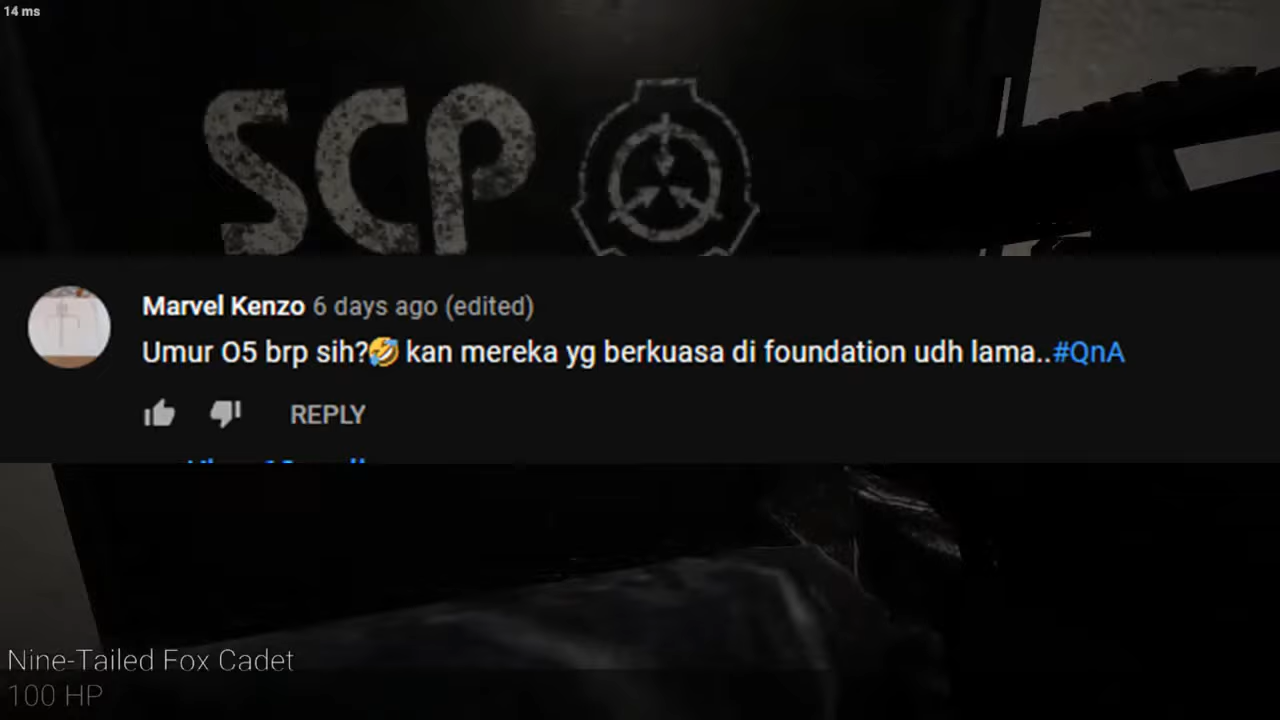 14 ms
SCP
Marvel Kenzo 6 days ago (edited)
Umur O5 brp sih?🤣 kan mereka yg berkuasa di foundation udh lama..#QnA
REPLY
Nine-Tailed Fox Cadet
100 HP